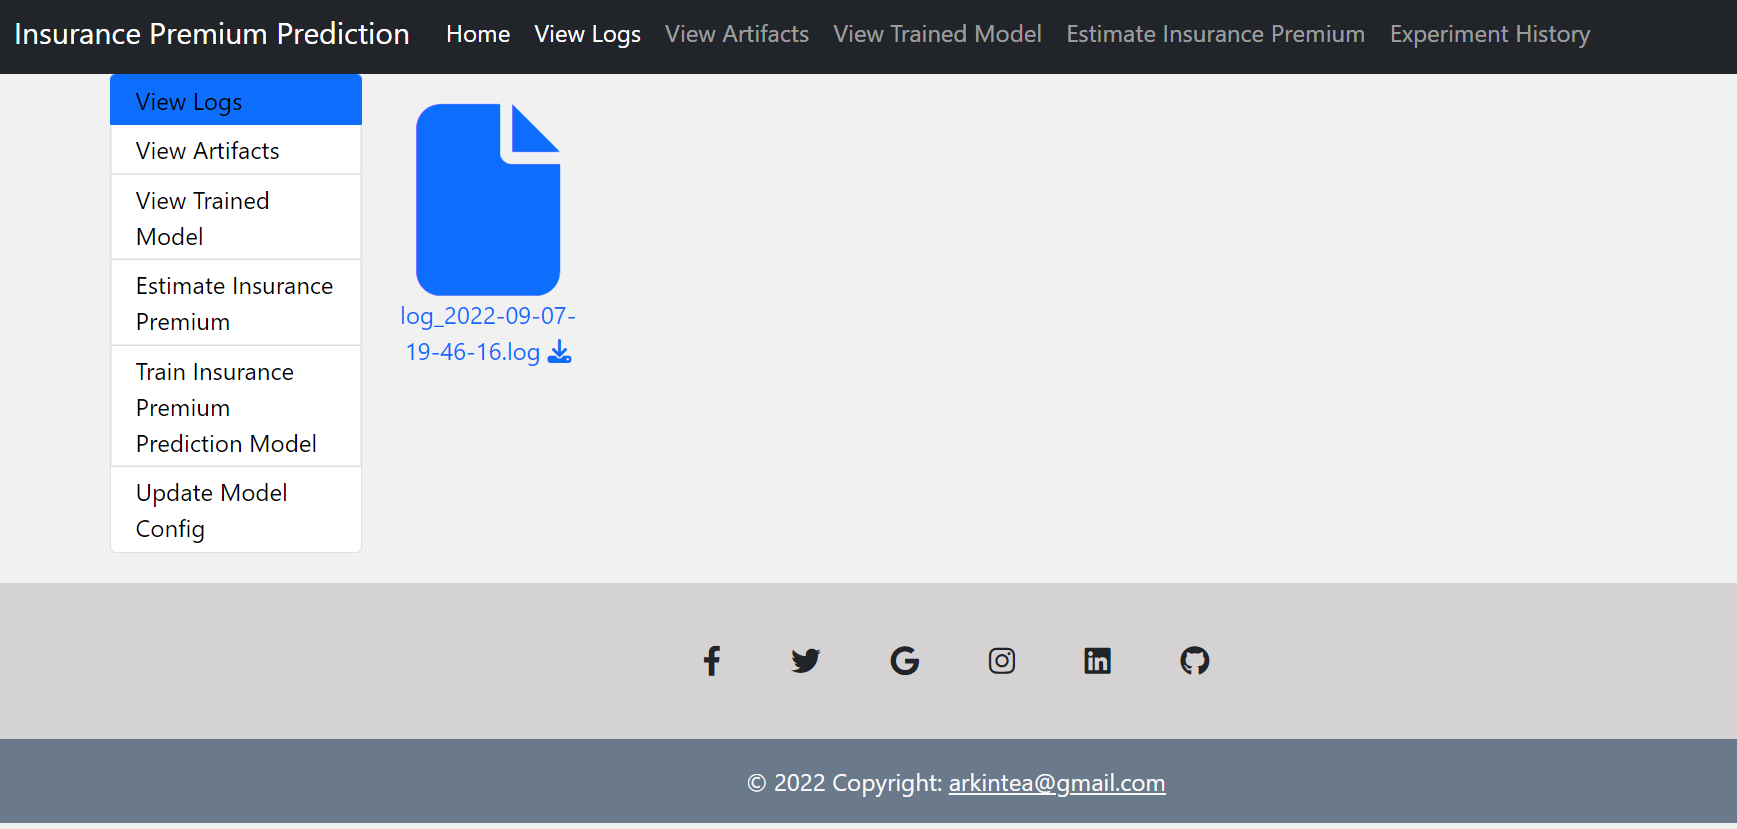 Insurance Premium Prediction Home View Logs View Artifacts View Trained Model Estimate Insurance Premium Experiment History
View Logs
View Artifacts
View Trained
Model
Estimate Insurance
Premium
Train Insurance
Premium
Prediction Model
Update Model
Config
log_2022-09-07-
19-46-16.log
© 2022 Copyright: arkintea@gmail.com